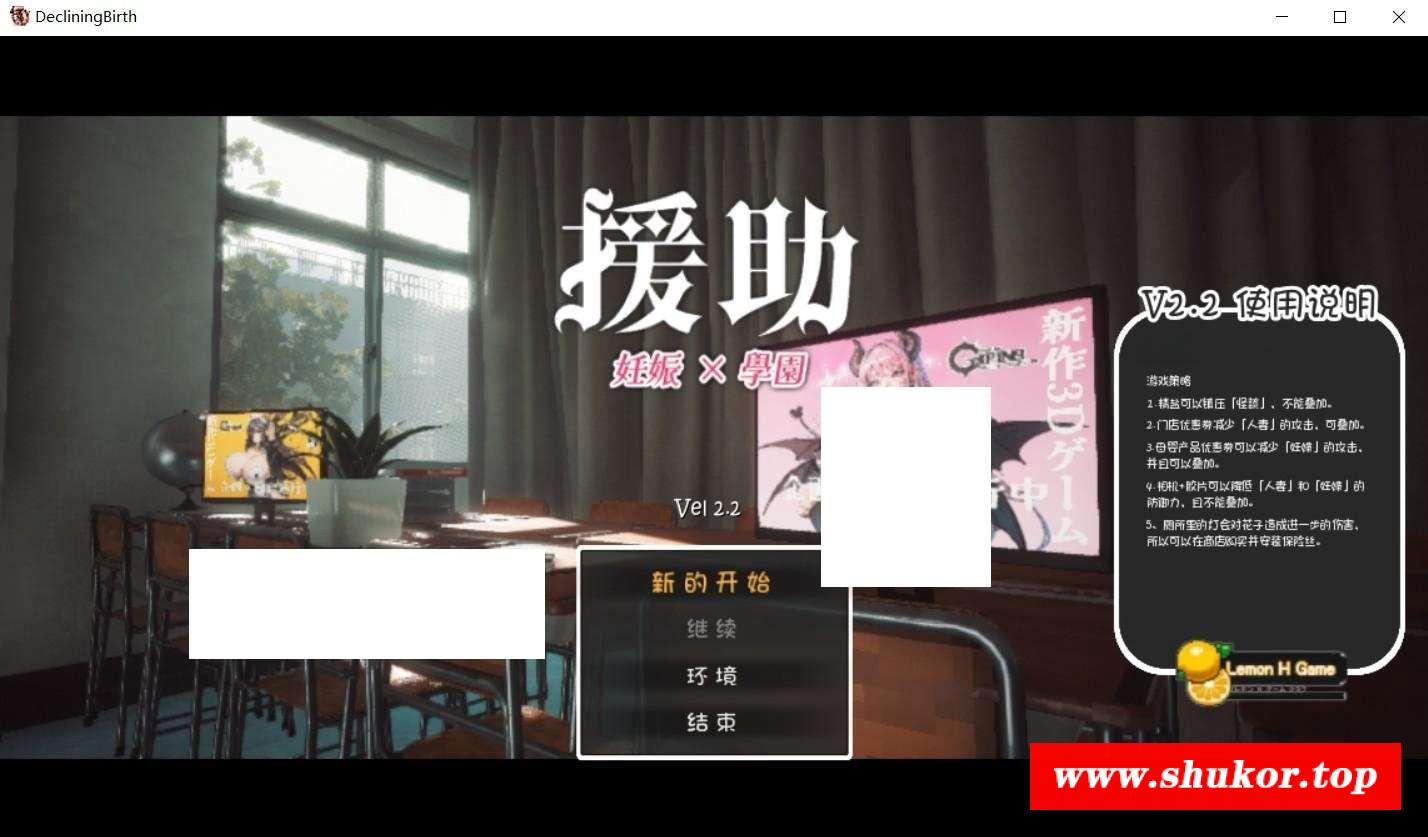 DecliningBirth
援助
妊娠 × 學園
Vel 2.2
新的开始
继续
环境
结束
新作3Dゲーム
中
V2.2 使用说明
游戏策略
1.精盐可以镇压「怪談」、不能叠加。
2.门店优惠券减少「人妻」的攻击、可叠加。
3.母婴产品优惠券可以减少「妊婦」的攻击、
并且可以叠加。
4.相机+胶片可以降低「人妻」和「妊婦」的
防御力、且不能叠加。
5、厕所里的灯会对花子造成进一步的伤害、
所以可以在商店购买并安装保险丝。
Lemon H Game
www.shukor.top